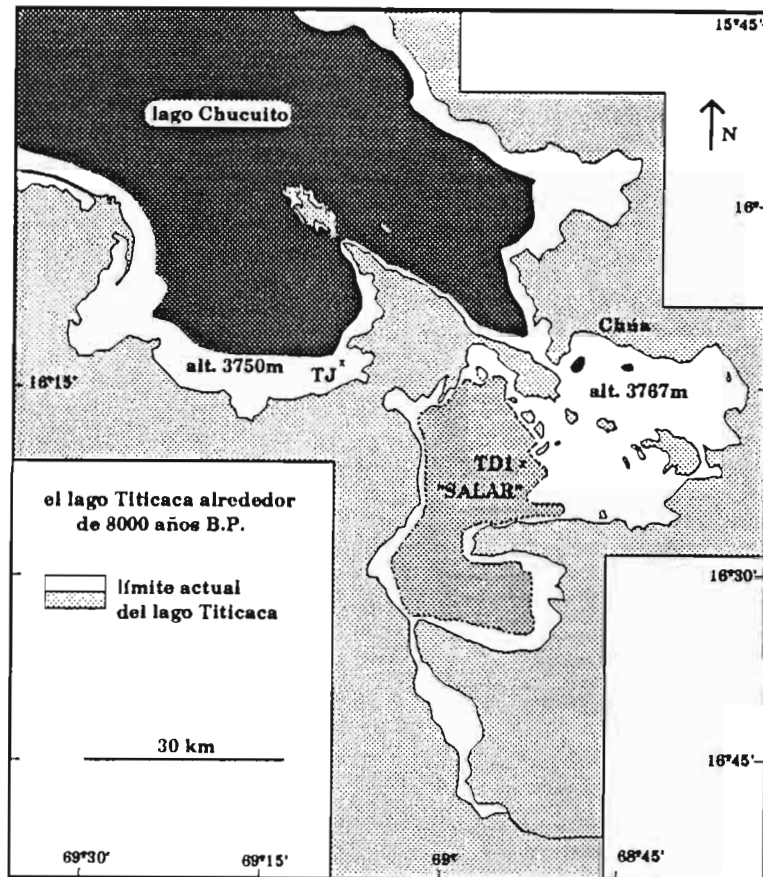 15°45'
lago Chucuito
N
16°
Chúa
alt. 3750m
TJ x
alt. 3767m
16°15'
TD1 x
"SALAR"
el lago Titicaca alrededor
de 8000 años B.P.
límite actual
del lago Titicaca
16°30'
30 km
16°45'
69°30'
69°15'
69°
68°45'